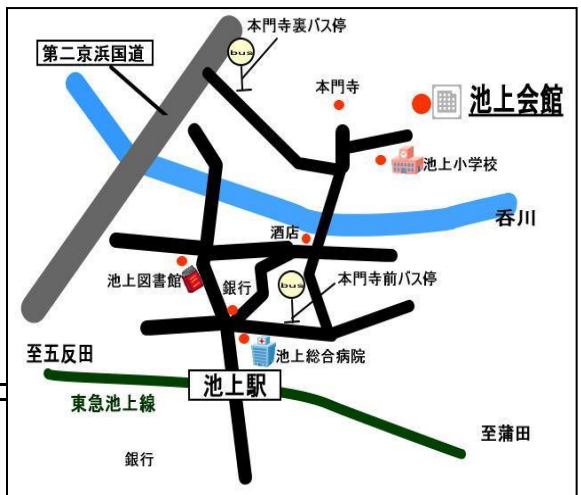 本門寺裏バス停
第二京浜国道
bus
本門寺
池上会館
池上小学校
呑川
酒店
池上図書館
銀行
bus
本門寺前バス停
池上総合病院
至五反田
池上駅
東急池上線
至蒲田
銀行